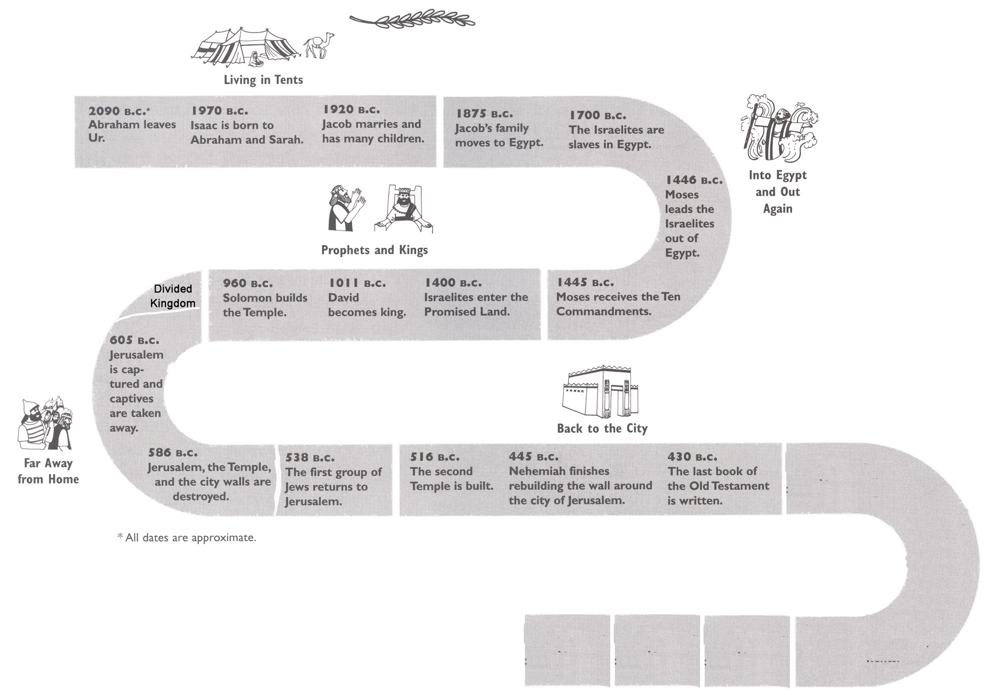 Living in Tents
2090 B.C.*
Abraham leaves
Ur.
1970 B.C.
Isaac is born to
Abraham and Sarah.
1920 B.C.
Jacob marries and
has many children.
1875 B.C.
Jacob's family
moves to Egypt.
1700 B.C.
The Israelites are
slaves in Egypt.
Into Egypt
and Out
Again
1446 B.C.
Moses
leads the
Israelites
out of
Egypt.
1445 B.C.
Moses receives the Ten
Commandments.
Prophets and Kings
1400 B.C.
Israelites enter the
Promised Land.
1011 B.C.
David
becomes king.
960 B.C.
Solomon builds
the Temple.
Divided
Kingdom
605 B.C.
Jerusalem
is cap-
tured and
captives
are taken
away.
Far Away
from Home
586 B.C.
Jerusalem, the Temple,
and the city walls are
destroyed.
538 B.C.
The first group of
Jews returns to
Jerusalem.
Back to the City
516 B.C.
The second
Temple is built.
445 B.C.
Nehemiah finishes
rebuilding the wall around
the city of Jerusalem.
430 B.C.
The last book of
the Old Testament
is written.
* All dates are approximate.